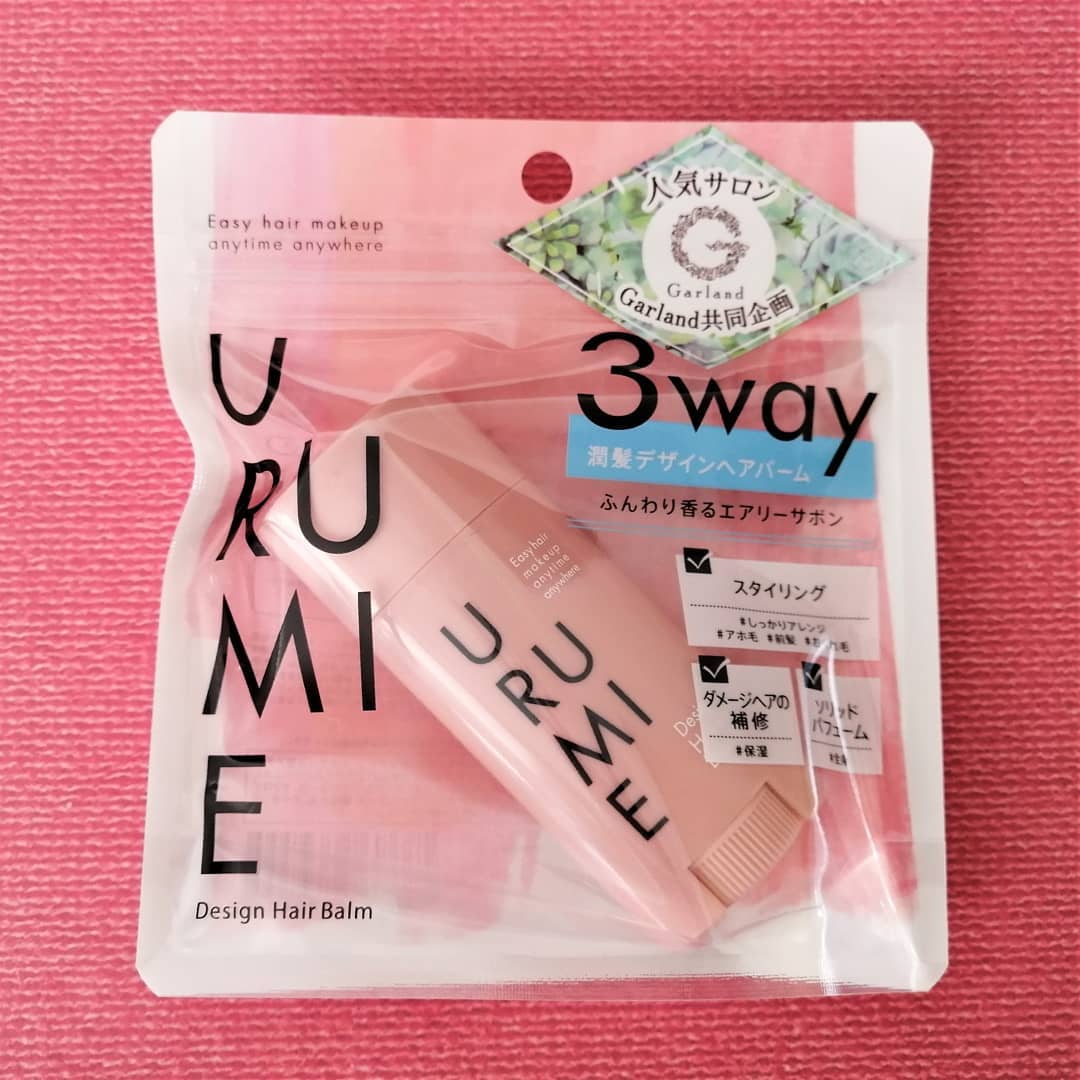 Easy hair makeup
anytime anywhere
人気サロン
G
Garland
Garland共同企画
URUMIE
3way
潤髪デザインヘアバーム
ふんわり香るエアリーサボン
スタイリング
#しっかりアレンジ
#アホ毛 #前髪
ダメージヘアの
補修
#保湿
ソリッド
パフューム
Easy hair
makeup
anytime
anywhere
URUMIE
Design Hair Balm